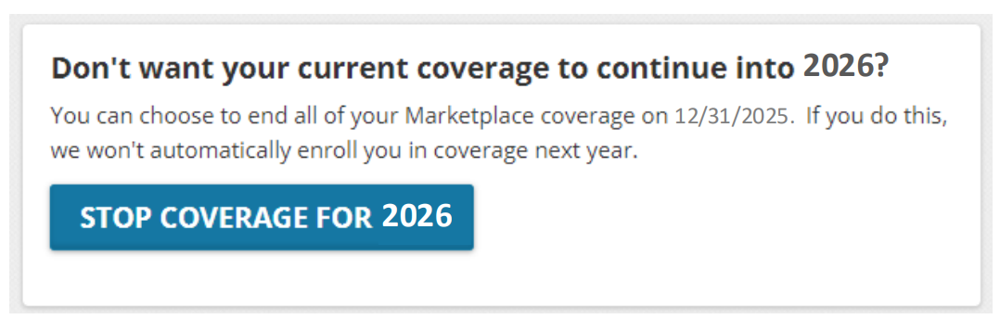 Don't want your current coverage to continue into 2026?
You can choose to end all of your Marketplace coverage on 12/31/2025. If you do this,
we won't automatically enroll you in coverage next year.
STOP COVERAGE FOR 2026